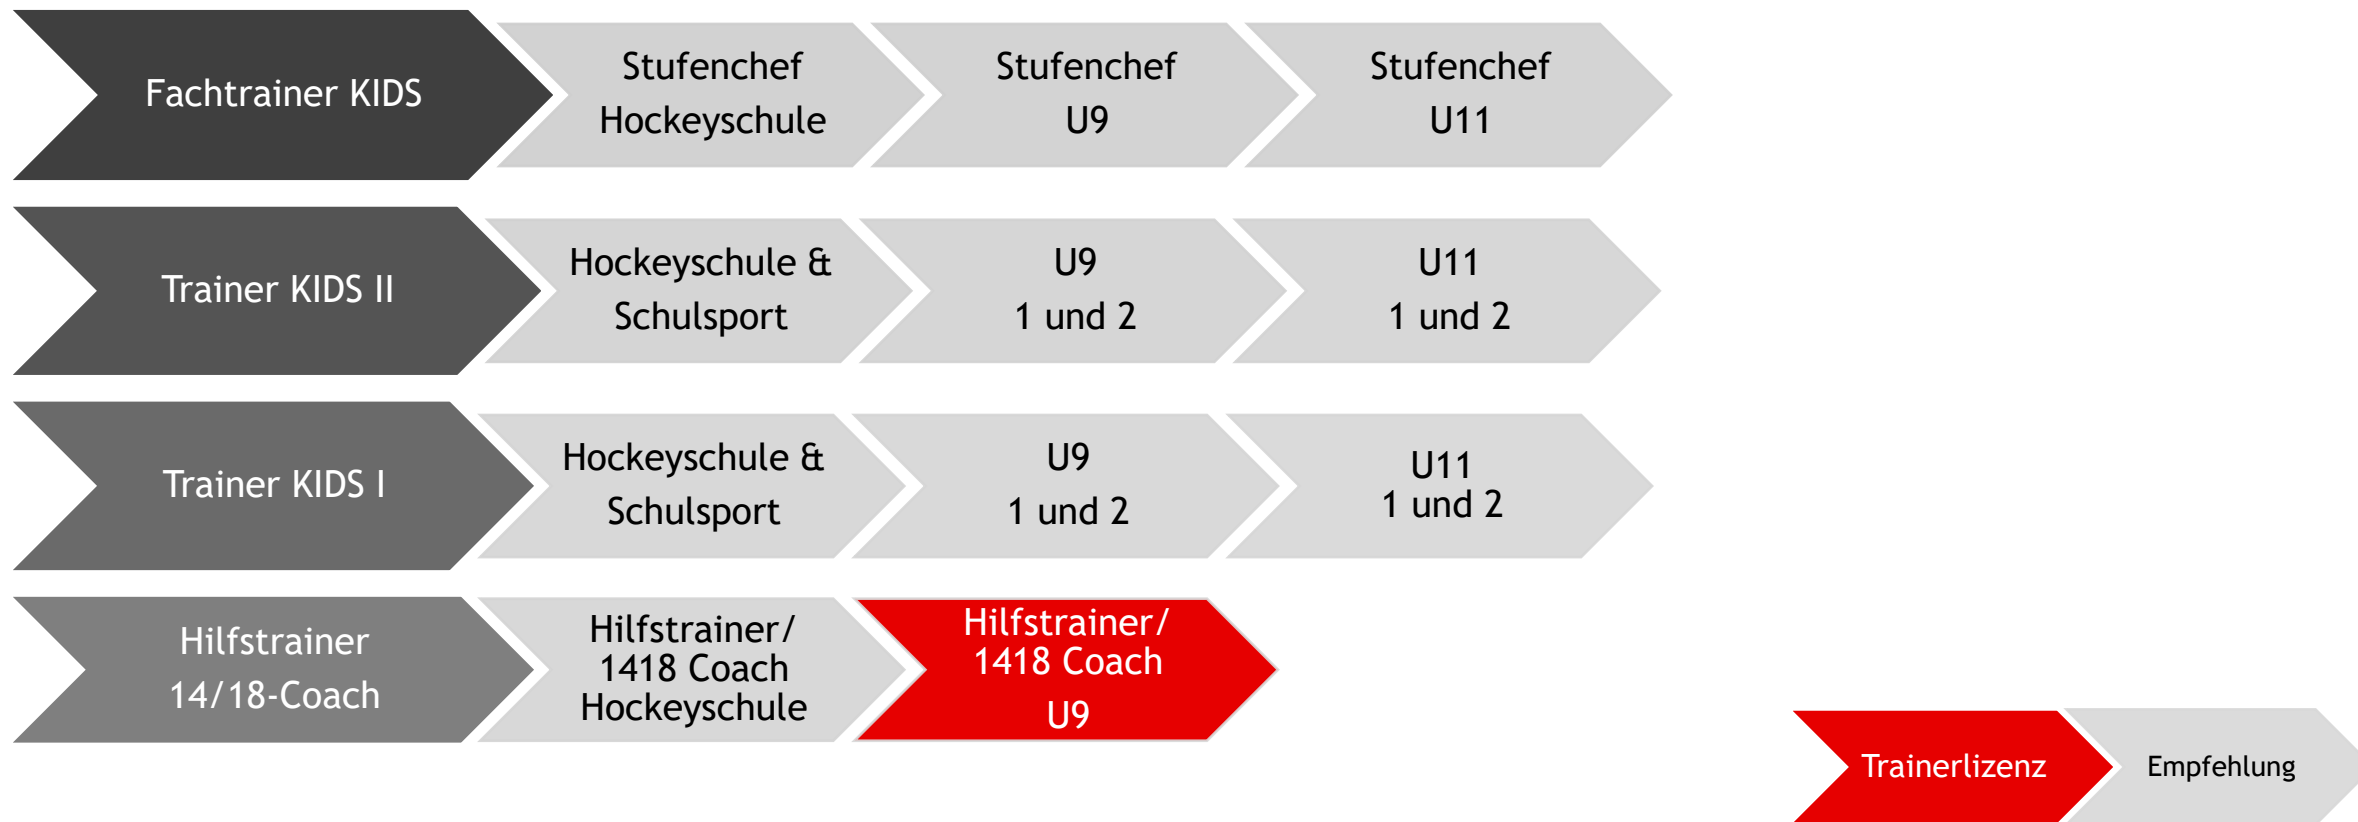 Fachtrainer KIDS
Stufenchef
Hockeyschule
Stufenchef
U9
Stufenchef
U11
Trainer KIDS II
Hockeyschule &
Schulsport
U9
1 und 2
U11
1 und 2
Trainer KIDS I
Hockeyschule &
Schulsport
U9
1 und 2
U11
1 und 2
Hilfstrainer
14/18-Coach
Hilfstrainer/
1418 Coach
Hockeyschule
Hilfstrainer/
1418 Coach
U9
Trainerlizenz
Empfehlung